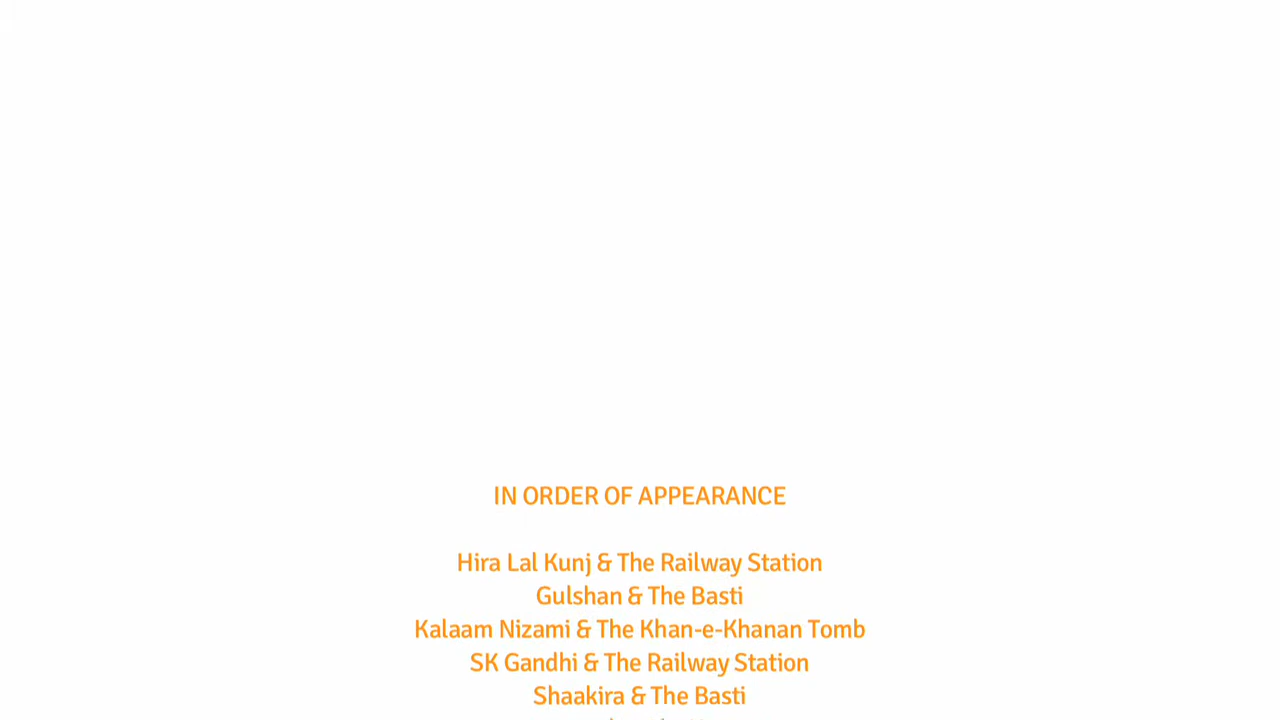 IN ORDER OF APPEARANCE
Hira Lal Kunj & The Railway Station
Gulshan & The Basti
Kalaam Nizami & The Khan-e-Khanan Tomb
SK Gandhi & The Railway Station
Shaakira & The Basti